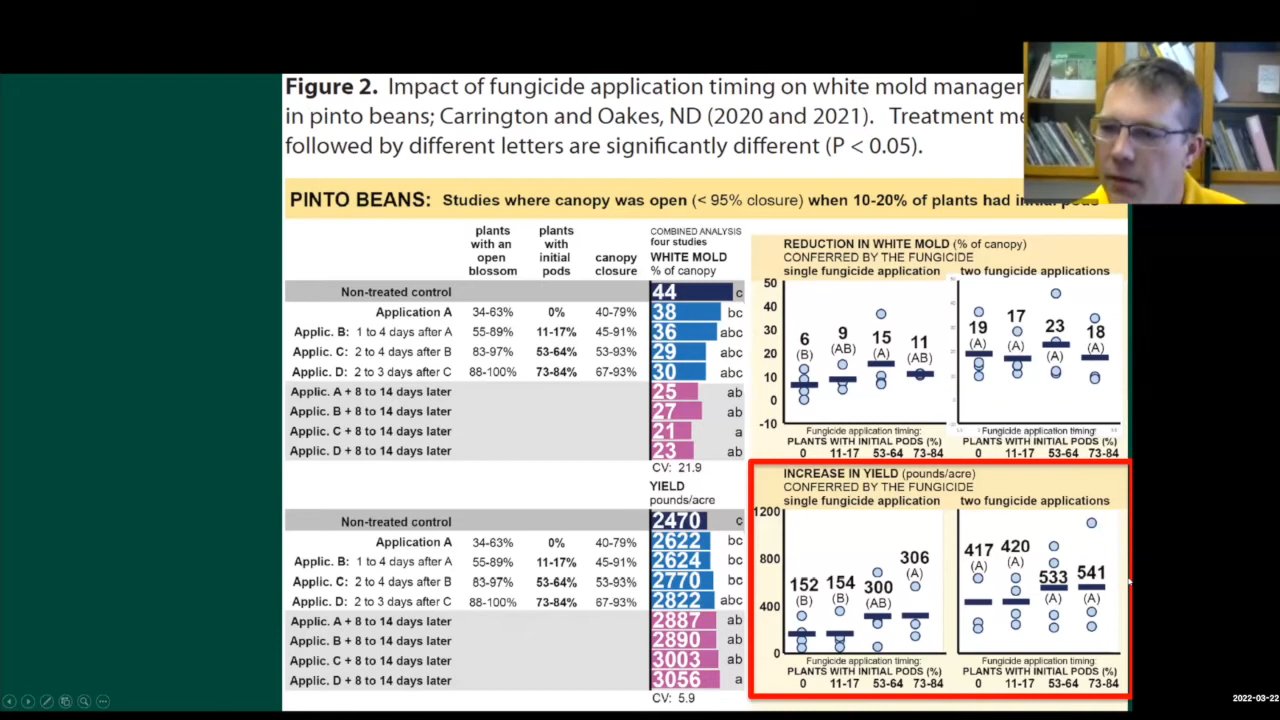 Figure 2. Impact of fungicide application timing on white mold
in pinto beans; Carrington and Oakes, ND (2020 and 2021). Treatment
followed by different letters are significantly different (P < 0.05).
PINTO BEANS: Studies where canopy was open (< 95% closure) when 10-20% of plants had initial pods
plants with an open blossom
plants with initial pods
canopy closure
COMBINED ANALYSIS
four studies
WHITE MOLD
% of canopy
Non-treated control 44 c
Application A 34-63% 0% 40-79% 38 bc
Applic. B: 1 to 4 days after A 55-89% 11-17% 45-91% 36 abc
Applic. C: 2 to 4 days after B 83-97% 53-64% 53-93% 29 abc
Applic. D: 2 to 3 days after C 88-100% 73-84% 67-93% 30 abc
Applic. A + 8 to 14 days later 25 ab
Applic. B + 8 to 14 days later 27 ab
Applic. C + 8 to 14 days later 21 a
Applic. D + 8 to 14 days later 23 ab
CV: 21.9
YIELD
pounds/acre
Non-treated control 2470 c
Application A 34-63% 0% 40-79% 2622 bc
Applic. B: 1 to 4 days after A 55-89% 11-17% 45-91% 2624 bc
Applic. C: 2 to 4 days after B 83-97% 53-64% 53-93% 2770 bc
Applic. D: 2 to 3 days after C 88-100% 73-84% 67-93% 2822 abc
Applic. A + 8 to 14 days later 2887 ab
Applic. B + 8 to 14 days later 2890 ab
Applic. C + 8 to 14 days later 3003 ab
Applic. D + 8 to 14 days later 3056 a
CV: 5.9
REDUCTION IN WHITE MOLD (% of canopy)
CONFERRED BY THE FUNGICIDE
single fungicide application two fungicide applications
50
40
30
20
10
0
-10
6 9 15 11
(B) (AB) (A) (AB)
19 17 23 18
(A) (A) (A) (A)
Fungicide application timing: Fungicide application timing:
PLANTS WITH INITIAL PODS (%) PLANTS WITH INITIAL PODS (%)
0 11-17 53-64 73-84 0 11-17 53-64 73-84
INCREASE IN YIELD (pounds/acre)
CONFERRED BY THE FUNGICIDE
single fungicide application two fungicide applications
1200
800
400
0
152 154 300 306
(B) (B) (AB) (A)
417 420 533 541
(A) (A) (A) (A)
Fungicide application timing: Fungicide application timing:
PLANTS WITH INITIAL PODS (%) PLANTS WITH INITIAL PODS (%)
0 11-17 53-64 73-84 0 11-17 53-64 73-84
2022-03-22